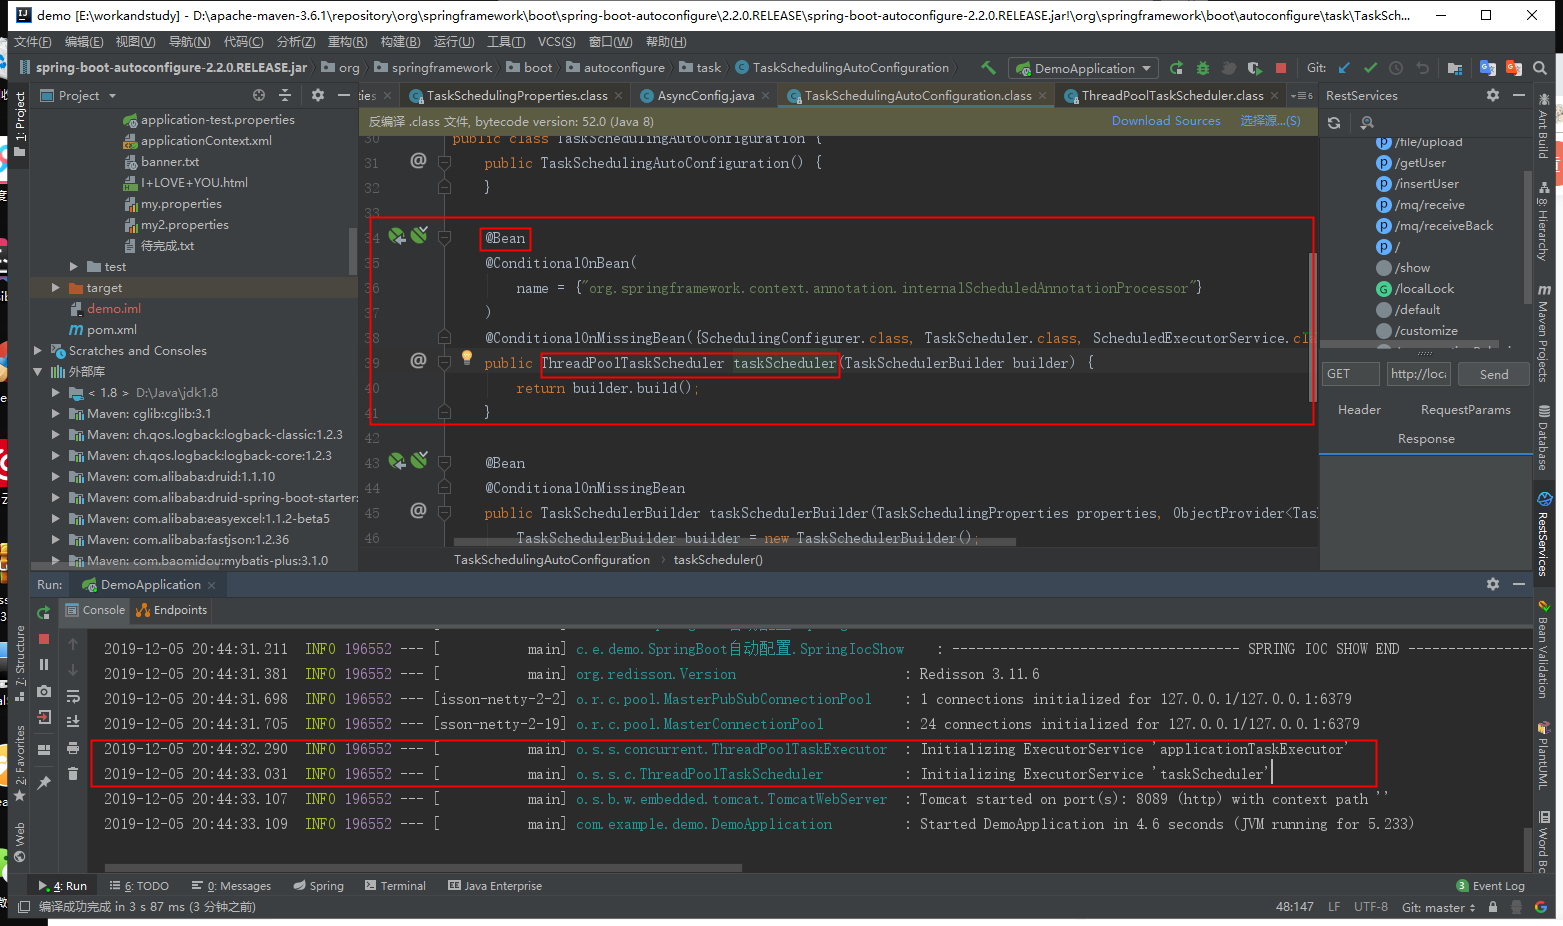 demo [E:\workandstudy] - D:\apache-maven-3.6.1\repository\org\springframework\boot\spring-boot-autoconfigure\2.2.0.RELEASE\spring-boot-autoconfigure-2.2.0.RELEASE.jar!\org\springframework\boot\autoconfigure\task\TaskSch...
文件(F) 编辑(E) 视图(V) 导航(N) 代码(C) 分析(Z) 重构(R) 构建(B) 运行(U) 工具(T) VCS(S) 窗口(W) 帮助(H)
spring-boot-autoconfigure-2.2.0.RELEASE.jar org springframework boot autoconfigure task TaskSchedulingAutoConfiguration DemoApplication Git:
Project
ties TaskSchedulingProperties.class AsyncConfig.java TaskSchedulingAutoConfiguration.class ThreadPoolTaskScheduler.class 6
RestServices
反编译 .class 文件, bytecode version: 52.0 (Java 8) Download Sources 选择源...(S)
1: Project
7: Structure
2: Favorites
Web
application-test.properties
applicationContext.xml
banner.txt
I+LOVE+YOU.html
my.properties
my2.properties
待完成.txt
test
target
demo.iml
pom.xml
Scratches and Consoles
外部库
< 1.8 > D:\Java\jdk1.8
Maven: cglib:cglib:3.1
Maven: ch.qos.logback:logback-classic:1.2.3
Maven: ch.qos.logback:logback-core:1.2.3
Maven: com.alibaba:druid:1.1.10
Maven: com.alibaba:druid-spring-boot-starter:
Maven: com.alibaba:easyexcel:1.1.2-beta5
Maven: com.alibaba:fastjson:1.2.36
Maven: com.baomidou:mybatis-plus:3.1.0
30 public class TaskSchedulingAutoConfiguration {
31 @ public TaskSchedulingAutoConfiguration() {
32 }
33
34 @Bean
35 @ConditionalOnBean(
36 name = {"org.springframework.context.annotation.internalScheduledAnnotationProcessor"}
37 )
38 @ConditionalOnMissingBean({SchedulingConfigurer.class, TaskScheduler.class, ScheduledExecutorService.cl
39 @ public ThreadPoolTaskScheduler taskScheduler(TaskSchedulerBuilder builder) {
40 return builder.build();
41 }
42
43 @Bean
44 @ConditionalOnMissingBean
45 @ public TaskSchedulerBuilder taskSchedulerBuilder(TaskSchedulingProperties properties, ObjectProvider<Tas
46 TaskSchedulerBuilder builder = new TaskSchedulerBuilder();
TaskSchedulingAutoConfiguration › taskScheduler()
/file/upload
/getUser
/insertUser
/mq/receive
/mq/receiveBack
/
/show
/localLock
/default
/customize
GET http://loca Send
Header RequestParams
Response
Ant Build
8: Hierarchy
Maven Projects
Database
RestServices
Bean Validation
PlantUML
Word Bo
Run: DemoApplication
Console Endpoints
2019-12-05 20:44:31.211 INFO 196552 --- [ main] c.e.demo.SpringBoot自动配置.SpringIocShow : ----------------------------------- SPRING IOC SHOW END ---------------
2019-12-05 20:44:31.381 INFO 196552 --- [ main] org.redisson.Version : Redisson 3.11.6
2019-12-05 20:44:31.698 INFO 196552 --- [isson-netty-2-2] o.r.c.pool.MasterPubSubConnectionPool : 1 connections initialized for 127.0.0.1/127.0.0.1:6379
2019-12-05 20:44:31.705 INFO 196552 --- [sson-netty-2-19] o.r.c.pool.MasterConnectionPool : 24 connections initialized for 127.0.0.1/127.0.0.1:6379
2019-12-05 20:44:32.290 INFO 196552 --- [ main] o.s.s.concurrent.ThreadPoolTaskExecutor : Initializing ExecutorService 'applicationTaskExecutor'
2019-12-05 20:44:33.031 INFO 196552 --- [ main] o.s.s.c.ThreadPoolTaskScheduler : Initializing ExecutorService 'taskScheduler'
2019-12-05 20:44:33.107 INFO 196552 --- [ main] o.s.b.w.embedded.tomcat.TomcatWebServer : Tomcat started on port(s): 8089 (http) with context path ''
2019-12-05 20:44:33.109 INFO 196552 --- [ main] com.example.demo.DemoApplication : Started DemoApplication in 4.6 seconds (JVM running for 5.233)
4: Run 6: TODO 0: Messages Spring Terminal Java Enterprise 3 Event Log
编译成功完成 in 3 s 87 ms (3 分钟之前) 48:147 LF UTF-8 Git: master